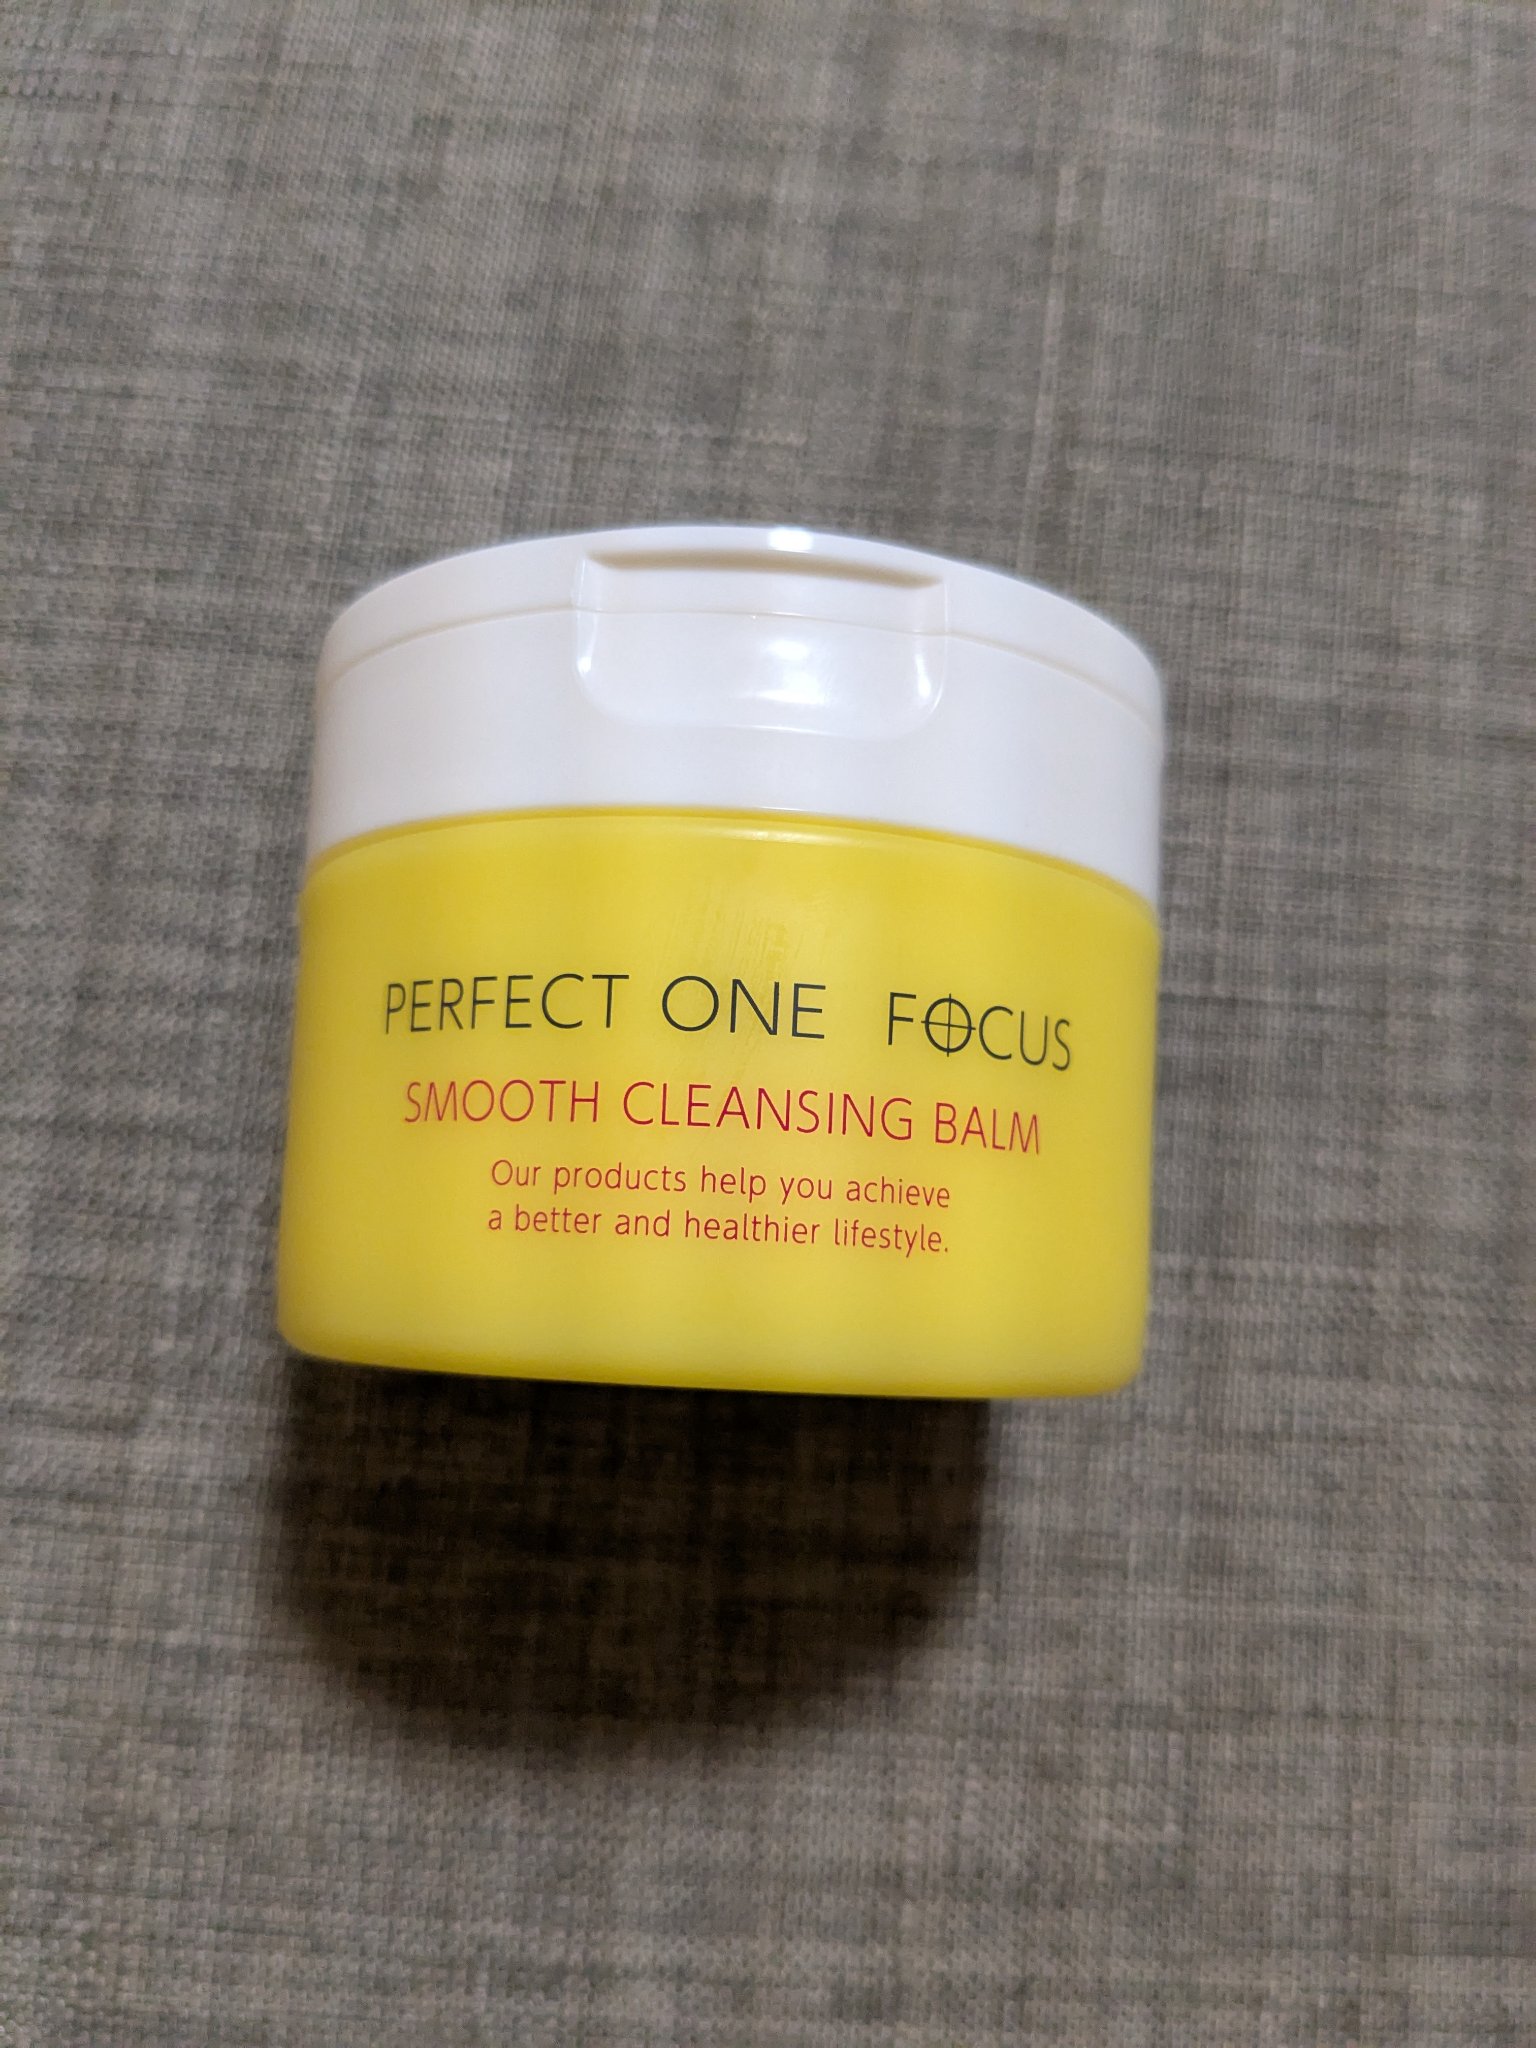 PERFECT ONE FOCUS
SMOOTH CLEANSING BALM
Our products help you achieve
a better and healthier lifestyle.